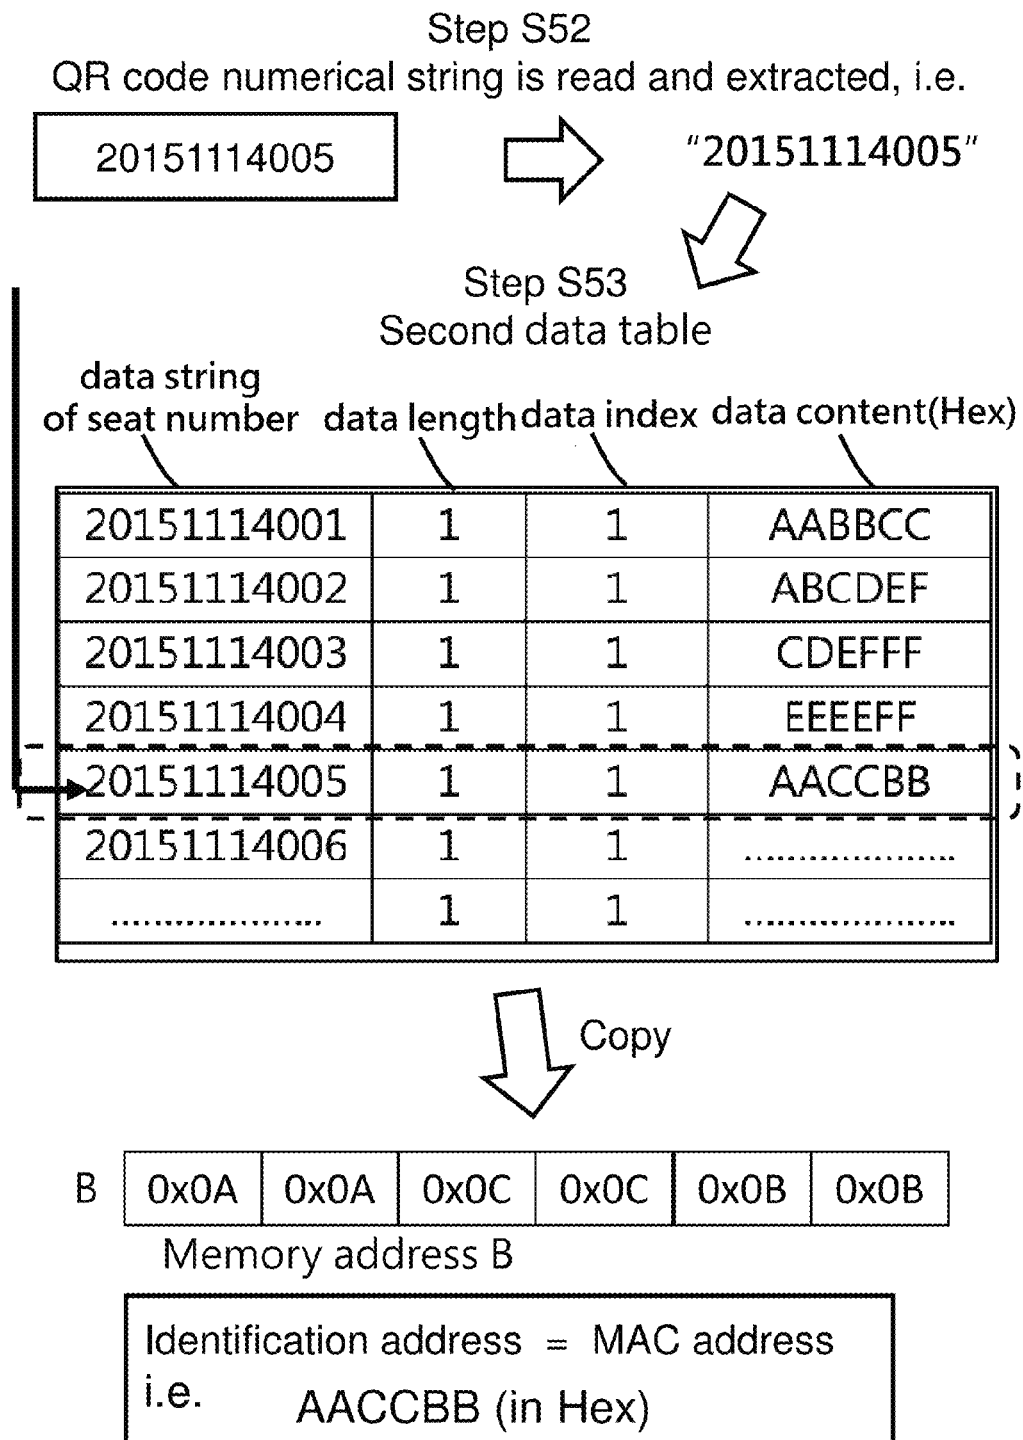 Step S52
QR code numerical string is read and extracted, i.e.
20151114005
"20151114005"
Step S53
Second data table
data string
of seat number data length data index data content(Hex)
20151114001 1 1 AABBCC
20151114002 1 1 ABCDEF
20151114003 1 1 CDEFFF
20151114004 1 1 EEEEFF
20151114005 1 1 AACCBB
20151114006 1 1 ...................
................... 1 1 ...................
Copy
B 0x0A 0x0A 0x0C 0x0C 0x0B 0x0B
Memory address B
Identification address = MAC address
i.e. AACCBB (in Hex)